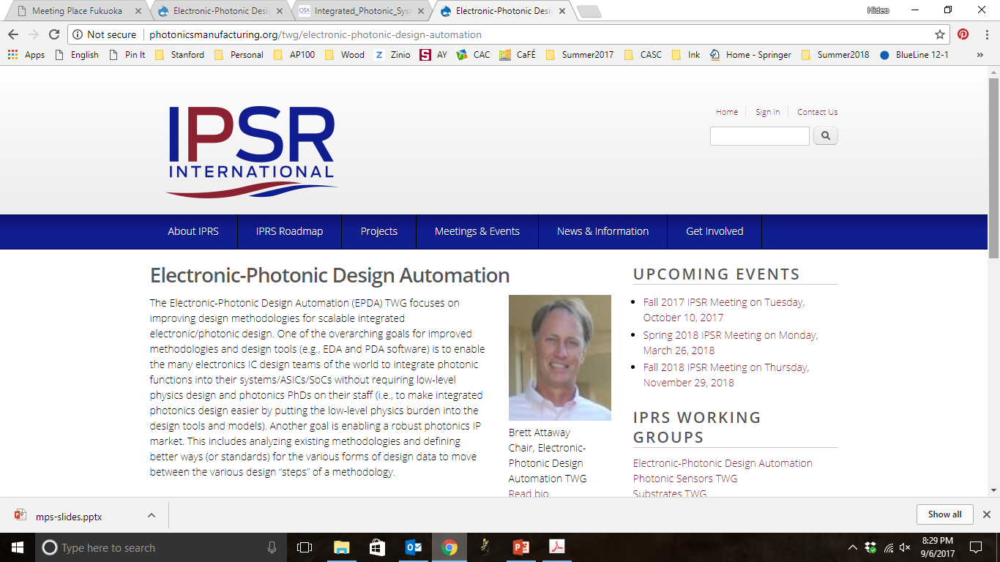 Meeting Place Fukuoka
Electronic-Photonic Desi
Integrated_Photonic_Syst
Electronic-Photonic Desi
Hideo
Not secure
photonicsmanufacturing.org/twg/electronic-photonic-design-automation
Apps English Pin It Stanford Personal AP100 Wood Zinio AY CAC CaFÉ Summer2017 CASC Ink Home - Springer Summer2018 BlueLine 12-1 »
IPSR
INTERNATIONAL
Home Sign in Contact Us
About IPRS IPRS Roadmap Projects Meetings & Events News & Information Get Involved
Electronic-Photonic Design Automation
The Electronic-Photonic Design Automation (EPDA) TWG focuses on
improving design methodologies for scalable integrated
electronic/photonic design. One of the overarching goals for improved
methodologies and design tools (e.g., EDA and PDA software) is to enable
the many electronics IC design teams of the world to integrate photonic
functions into their systems/ASICs/SoCs without requiring low-level
physics design and photonics PhDs on their staff (i.e., to make integrated
photonics design easier by putting the low-level physics burden into the
design tools and models). Another goal is enabling a robust photonics IP
market. This includes analyzing existing methodologies and defining
better ways (or standards) for the various forms of design data to move
between the various design “steps” of a methodology.
Brett Attaway
Chair, Electronic-
Photonic Design
Automation TWG
Read bio
UPCOMING EVENTS
Fall 2017 IPSR Meeting on Tuesday,
October 10, 2017
Spring 2018 IPSR Meeting on Monday,
March 26, 2018
Fall 2018 IPSR Meeting on Thursday,
November 29, 2018
IPRS WORKING
GROUPS
Electronic-Photonic Design Automation
Photonic Sensors TWG
Substrates TWG
mps-slides.pptx
Show all
Type here to search
8:29 PM
9/6/2017